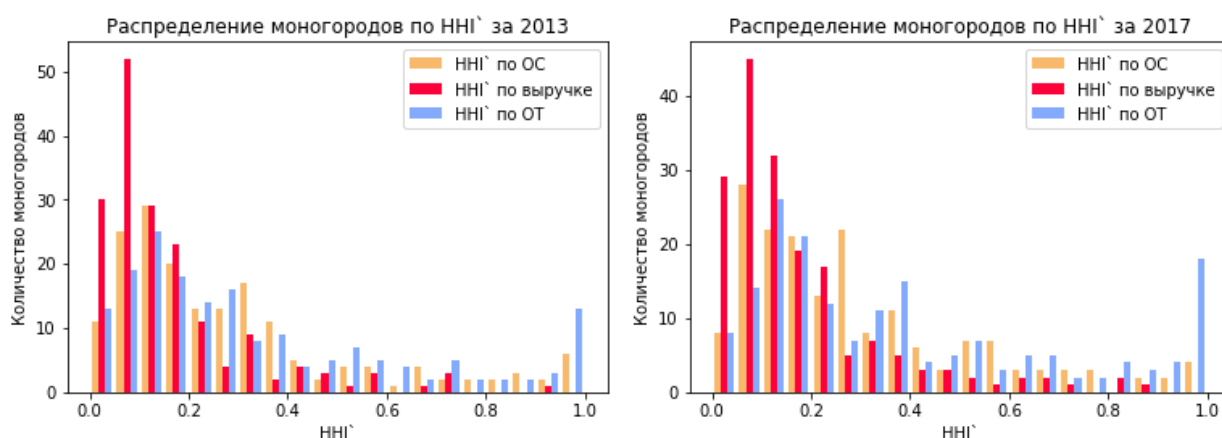 Распределение моногородов по HHI` за 2013
Количество моногородов
50
40
30
20
10
0
HHI` по ОС
HHI` по выручке
HHI` по ОТ
0.0 0.2 0.4 0.6 0.8 1.0
HHI`
Распределение моногородов по HHI` за 2017
Количество моногородов
40
30
20
10
0
HHI` по ОС
HHI` по выручке
HHI` по ОТ
0.0 0.2 0.4 0.6 0.8 1.0
HHI`